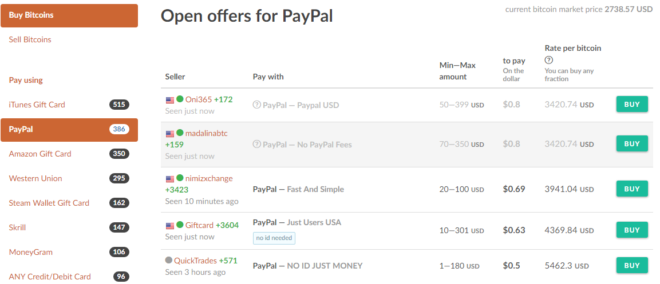 Buy Bitcoins
Sell Bitcoins
Pay using
iTunes Gift Card 515
PayPal 386
Amazon Gift Card 350
Western Union 295
Steam Wallet Gift Card 162
Skrill 147
MoneyGram 106
ANY Credit/Debit Card 96
Open offers for PayPal
current bitcoin market price 2738.57 USD
Seller
Pay with
Min—Max
amount
to pay
On the
dollar
Rate per bitcoin
?
You can buy any
fraction
Oni365 +172
Seen just now
? PayPal — Paypal USD
50—399 USD
$0.8
3420.74 USD
BUY
madalinabtc
+159
Seen just now
? PayPal — No PayPal Fees
70—350 USD
$0.8
3420.74 USD
BUY
nimizxchange
+3423
Seen 10 minutes ago
PayPal — Fast And Simple
20—100 USD
$0.69
3941.04 USD
BUY
Giftcard +3604
Seen just now
PayPal — Just Users USA
no id needed
10—301 USD
$0.63
4369.84 USD
BUY
QuickTrades +571
Seen 3 hours ago
PayPal — NO ID JUST MONEY
1—180 USD
$0.5
5462.3 USD
BUY